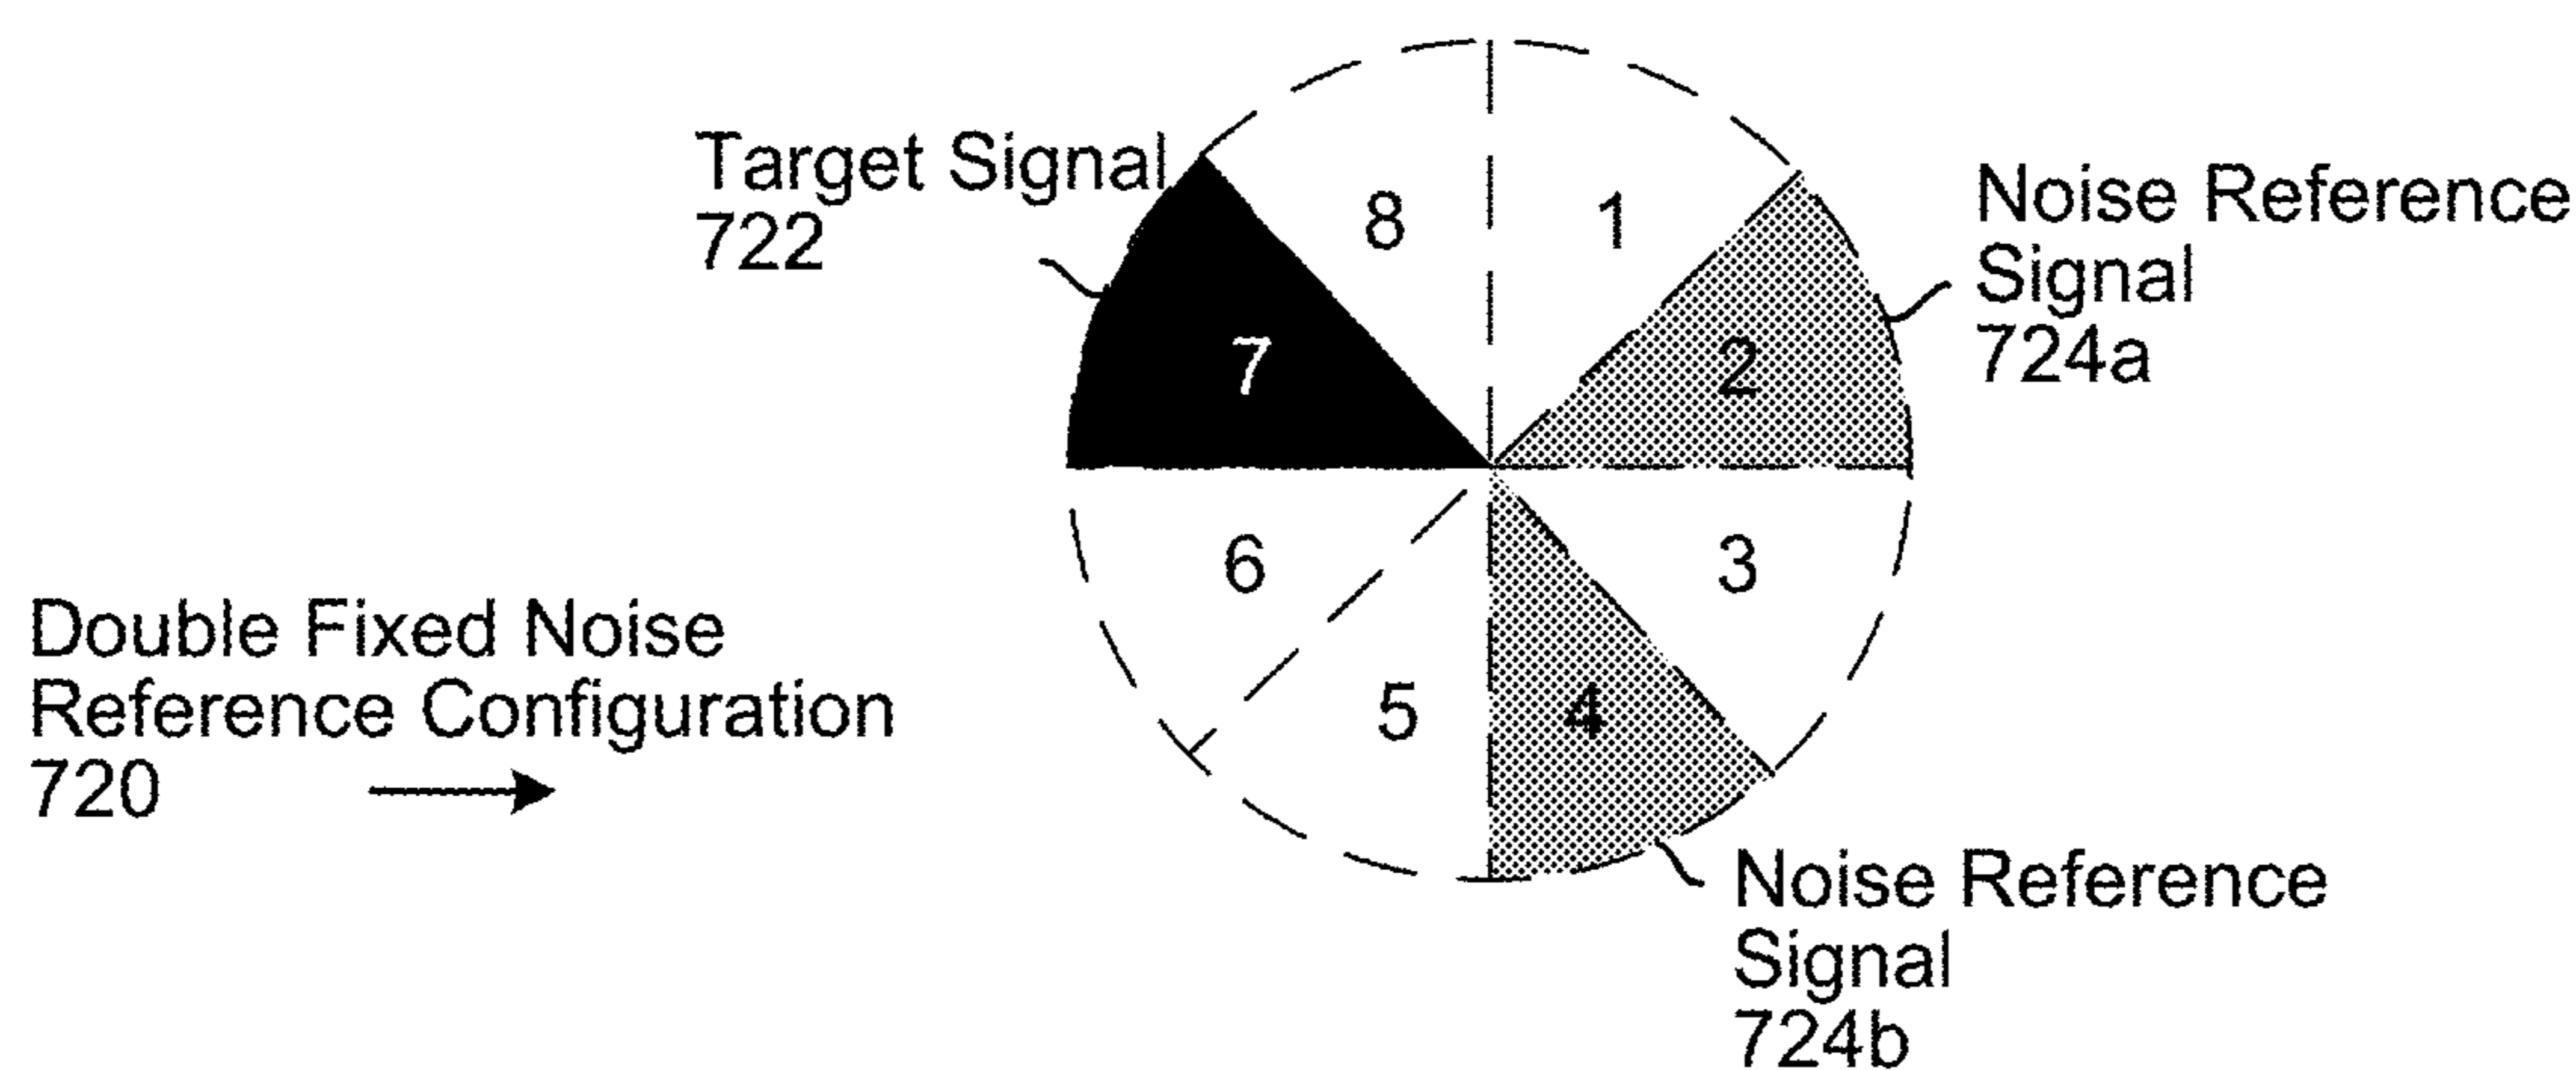 Target Signal
722
8
1
Noise Reference
Signal
724a
7
2
6
3
Double Fixed Noise
Reference Configuration
720
5
4
Noise Reference
Signal
724b